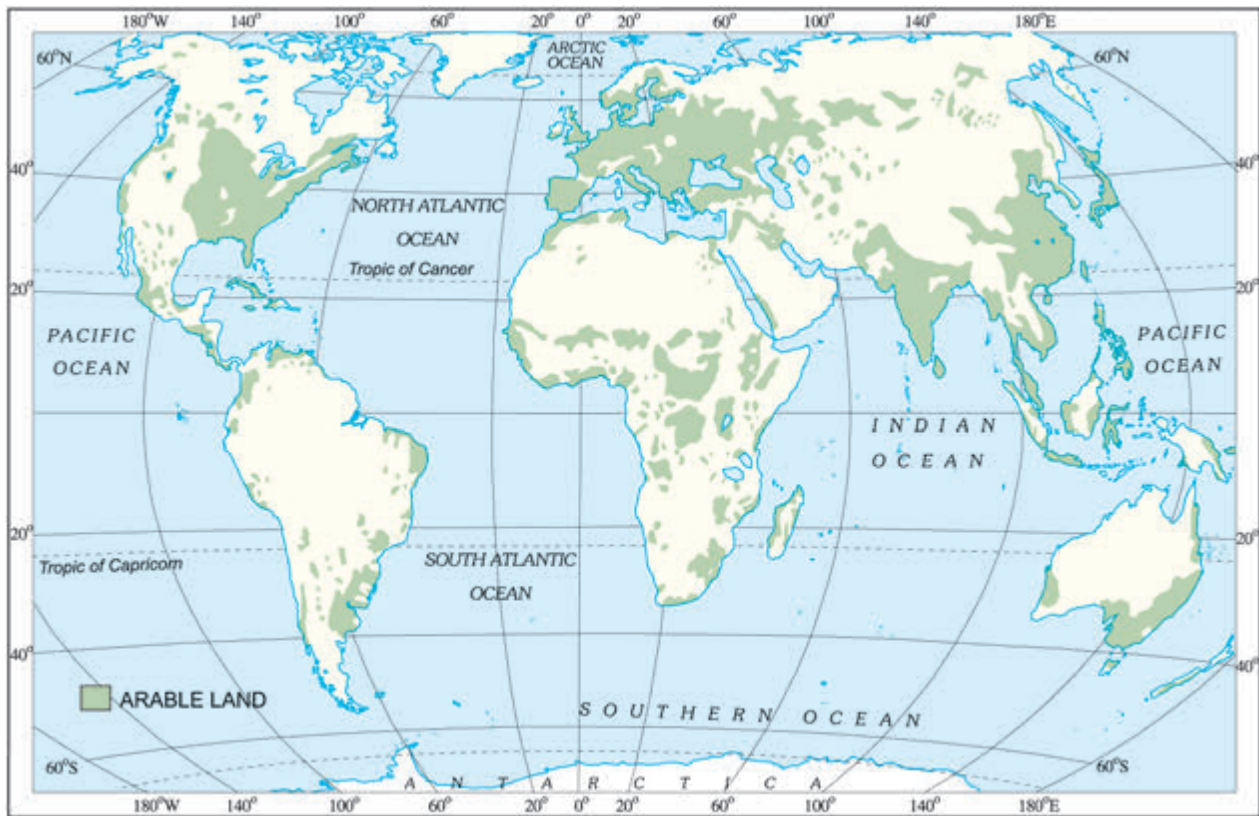 180°W 140° 100° 60° 20° 0° 20° 60° 100° 140° 180°E
ARCTIC
OCEAN
60°N
60°N
40°
40°
NORTH ATLANTIC
OCEAN
Tropic of Cancer
20°
20°
PACIFIC
OCEAN
PACIFIC
OCEAN
0°
0°
INDIAN
OCEAN
20°
20°
Tropic of Capricorn
SOUTH ATLANTIC
OCEAN
40°
40°
ARABLE LAND
SOUTHERN OCEAN
60°S
60°S
ANTARCTICA
180°W 140° 100° 60° 20° 0° 20° 60° 100° 140° 180°E